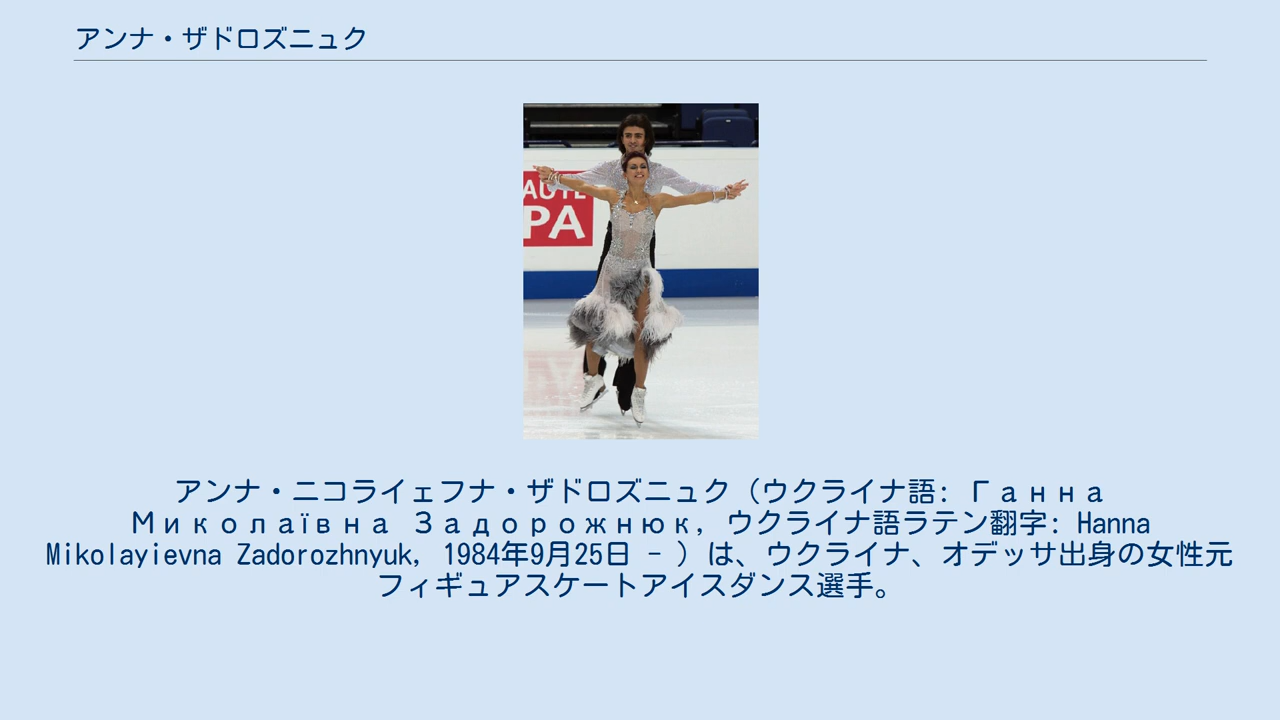 アンナ・ザドロズニュク
AUTE
PA
アンナ・ニコライェフナ・ザドロズニュク（ウクライナ語: Ганна
Миколаївна Задорожнюк, ウクライナ語ラテン翻字: Hanna
Mikolayievna Zadorozhnyuk, 1984年9月25日 - ）は、ウクライナ、オデッサ出身の女性元
フィギュアスケートアイスダンス選手。